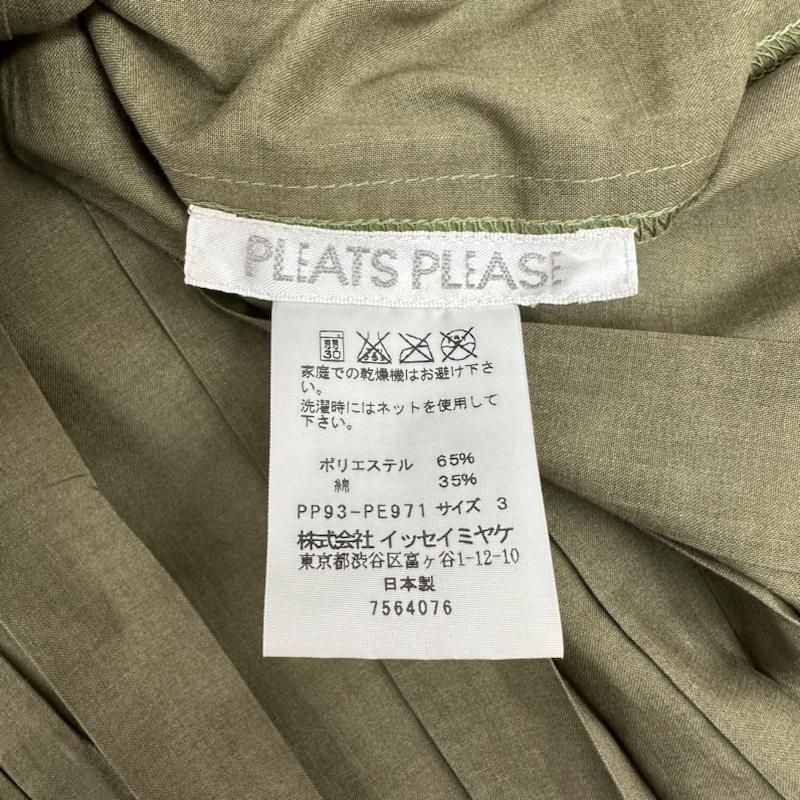 PLEATS PLEASE
弱
30
家庭での乾燥機はお避け下さ
い。
洗濯時にはネットを使用して
下さい。
ポリエステル 65%
綿 35%
PP93-PE971 サイズ 3
株式会社 イッセイミヤケ
東京都渋谷区富ヶ谷1-12-10
日本製
7564076